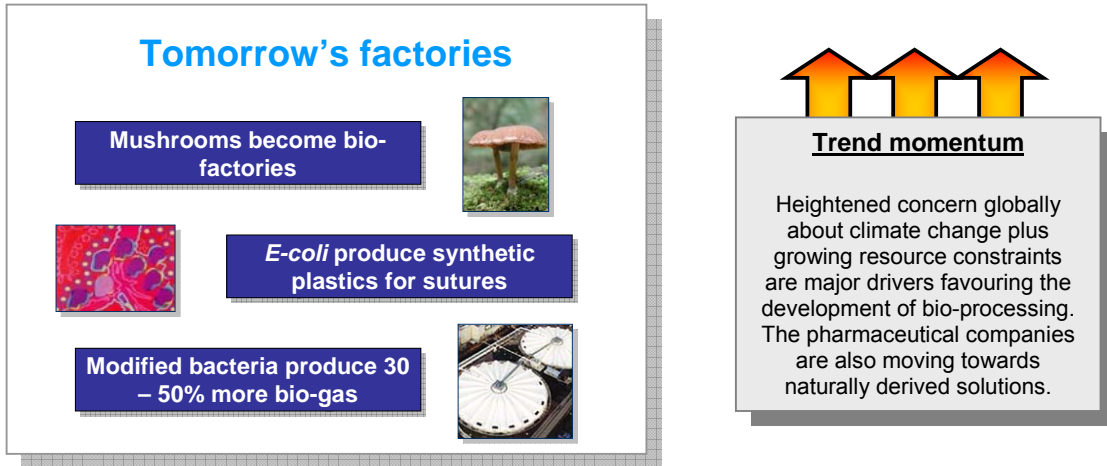 Tomorrow's factories
Mushrooms become bio-
factories
E-coli produce synthetic
plastics for sutures
Modified bacteria produce 30
– 50% more bio-gas
Trend momentum
Heightened concern globally
about climate change plus
growing resource constraints
are major drivers favouring the
development of bio-processing.
The pharmaceutical companies
are also moving towards
naturally derived solutions.